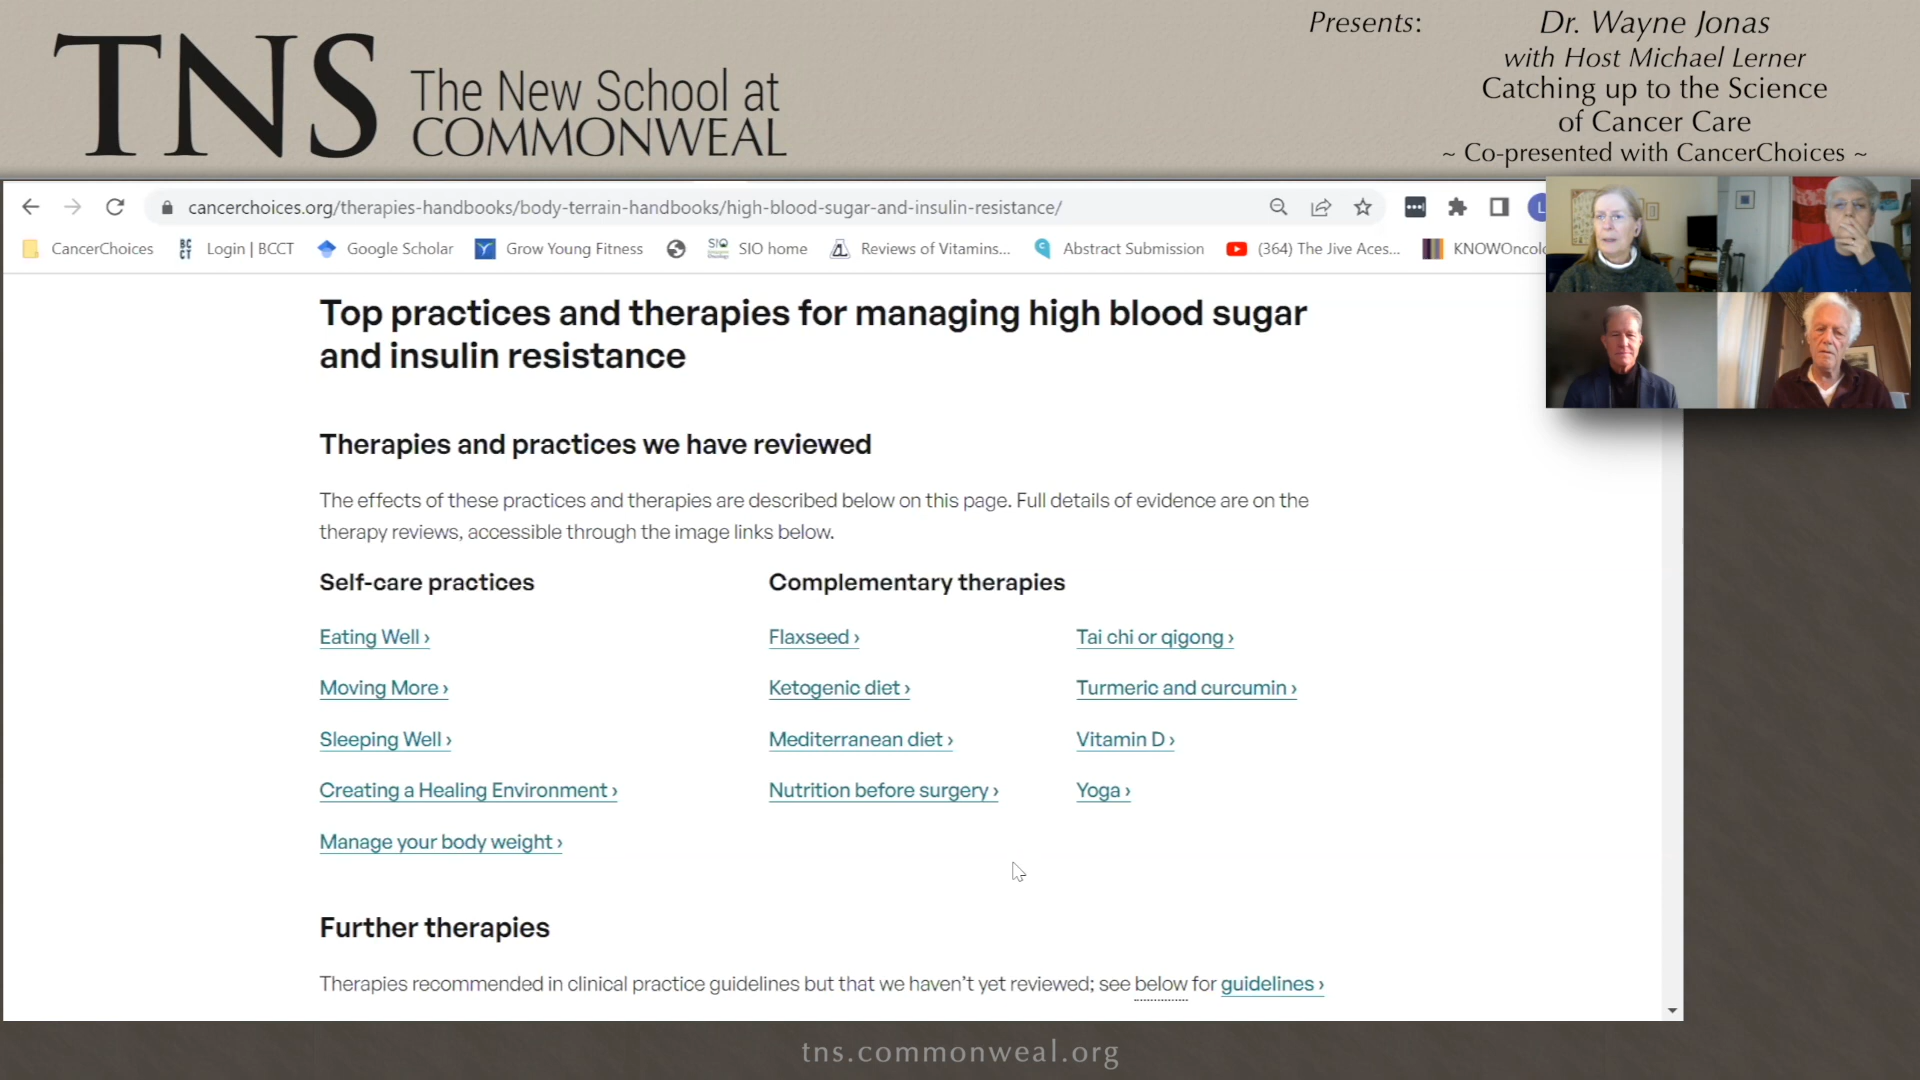 TNS
The New School at
COMMONWEAL
Presents:
Dr. Wayne Jonas
with Host Michael Lerner
Catching up to the Science
of Cancer Care
~ Co-presented with CancerChoices ~
cancerchoices.org/therapies-handbooks/body-terrain-handbooks/high-blood-sugar-and-insulin-resistance/
L
CancerChoices
BC CT Login | BCCT
Google Scholar
Grow Young Fitness
SIO SIO home
Reviews of Vitamins...
Abstract Submission
(364) The Jive Aces...
KNOWOncolo
Top practices and therapies for managing high blood sugar
and insulin resistance
Therapies and practices we have reviewed
The effects of these practices and therapies are described below on this page. Full details of evidence are on the
therapy reviews, accessible through the image links below.
Self-care practices
Eating Well ›
Moving More ›
Sleeping Well ›
Creating a Healing Environment ›
Manage your body weight ›
Complementary therapies
Flaxseed ›
Ketogenic diet ›
Mediterranean diet ›
Nutrition before surgery ›
Tai chi or qigong ›
Turmeric and curcumin ›
Vitamin D ›
Yoga ›
Further therapies
Therapies recommended in clinical practice guidelines but that we haven't yet reviewed; see below for guidelines ›
tns.commonweal.org